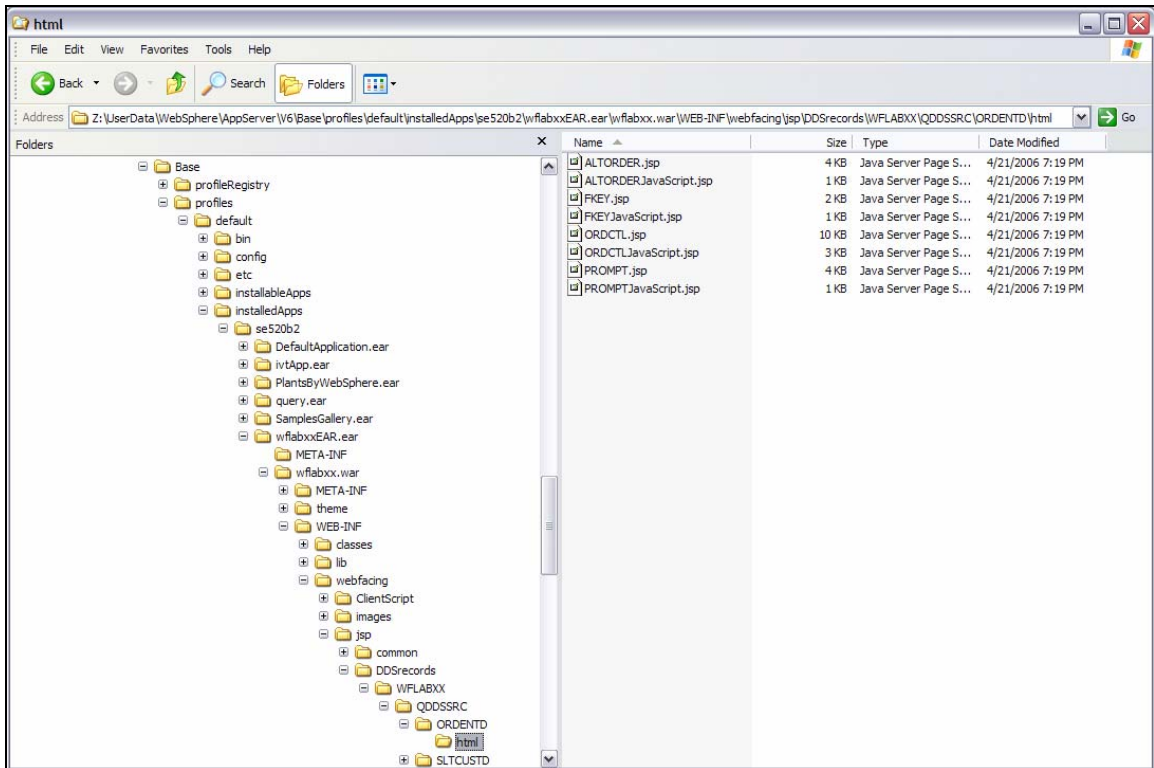 html
File Edit View Favorites Tools Help
Back Search Folders
Address Z:\UserData\WebSphere\AppServer\V6\Base\profiles\default\installedApps\se520b2\wflabxxEAR.ear\wflabxx.war\WEB-INF\webfacing\jsp\DDSrecords\WFLABXX\QDDSSRC\ORDENTD\html Go
Folders
Base
profileRegistry
profiles
default
bin
config
etc
installableApps
installedApps
se520b2
DefaultApplication.ear
ivtApp.ear
PlantsByWebSphere.ear
query.ear
SamplesGallery.ear
wflabxxEAR.ear
META-INF
wflabxx.war
META-INF
theme
WEB-INF
classes
lib
webfacing
ClientScript
images
jsp
common
DDSrecords
WFLABXX
QDDSSRC
ORDENTD
html
SLTCUSTD
Name Size Type Date Modified
ALTORDER.jsp 4 KB Java Server Page S... 4/21/2006 7:19 PM
ALTORDERJavaScript.jsp 1 KB Java Server Page S... 4/21/2006 7:19 PM
FKEY.jsp 2 KB Java Server Page S... 4/21/2006 7:19 PM
FKEYJavaScript.jsp 1 KB Java Server Page S... 4/21/2006 7:19 PM
ORDCTL.jsp 10 KB Java Server Page S... 4/21/2006 7:19 PM
ORDCTLJavaScript.jsp 3 KB Java Server Page S... 4/21/2006 7:19 PM
PROMPT.jsp 4 KB Java Server Page S... 4/21/2006 7:19 PM
PROMPTJavaScript.jsp 1 KB Java Server Page S... 4/21/2006 7:19 PM